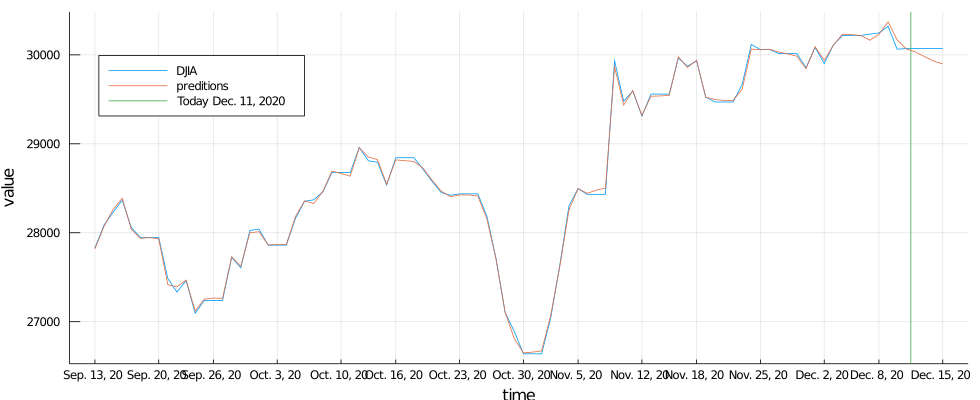 value
30000
29000
28000
27000
DJIA
preditions
Today Dec. 11, 2020
Sep. 13, 20 Sep. 20, 20 Sep. 26, 20 Oct. 3, 20 Oct. 10, 20 Oct. 16, 20 Oct. 23, 20 Oct. 30, 20 Nov. 5, 20 Nov. 12, 20 Nov. 18, 20 Nov. 25, 20 Dec. 2, 20 Dec. 8, 20 Dec. 15, 20
time